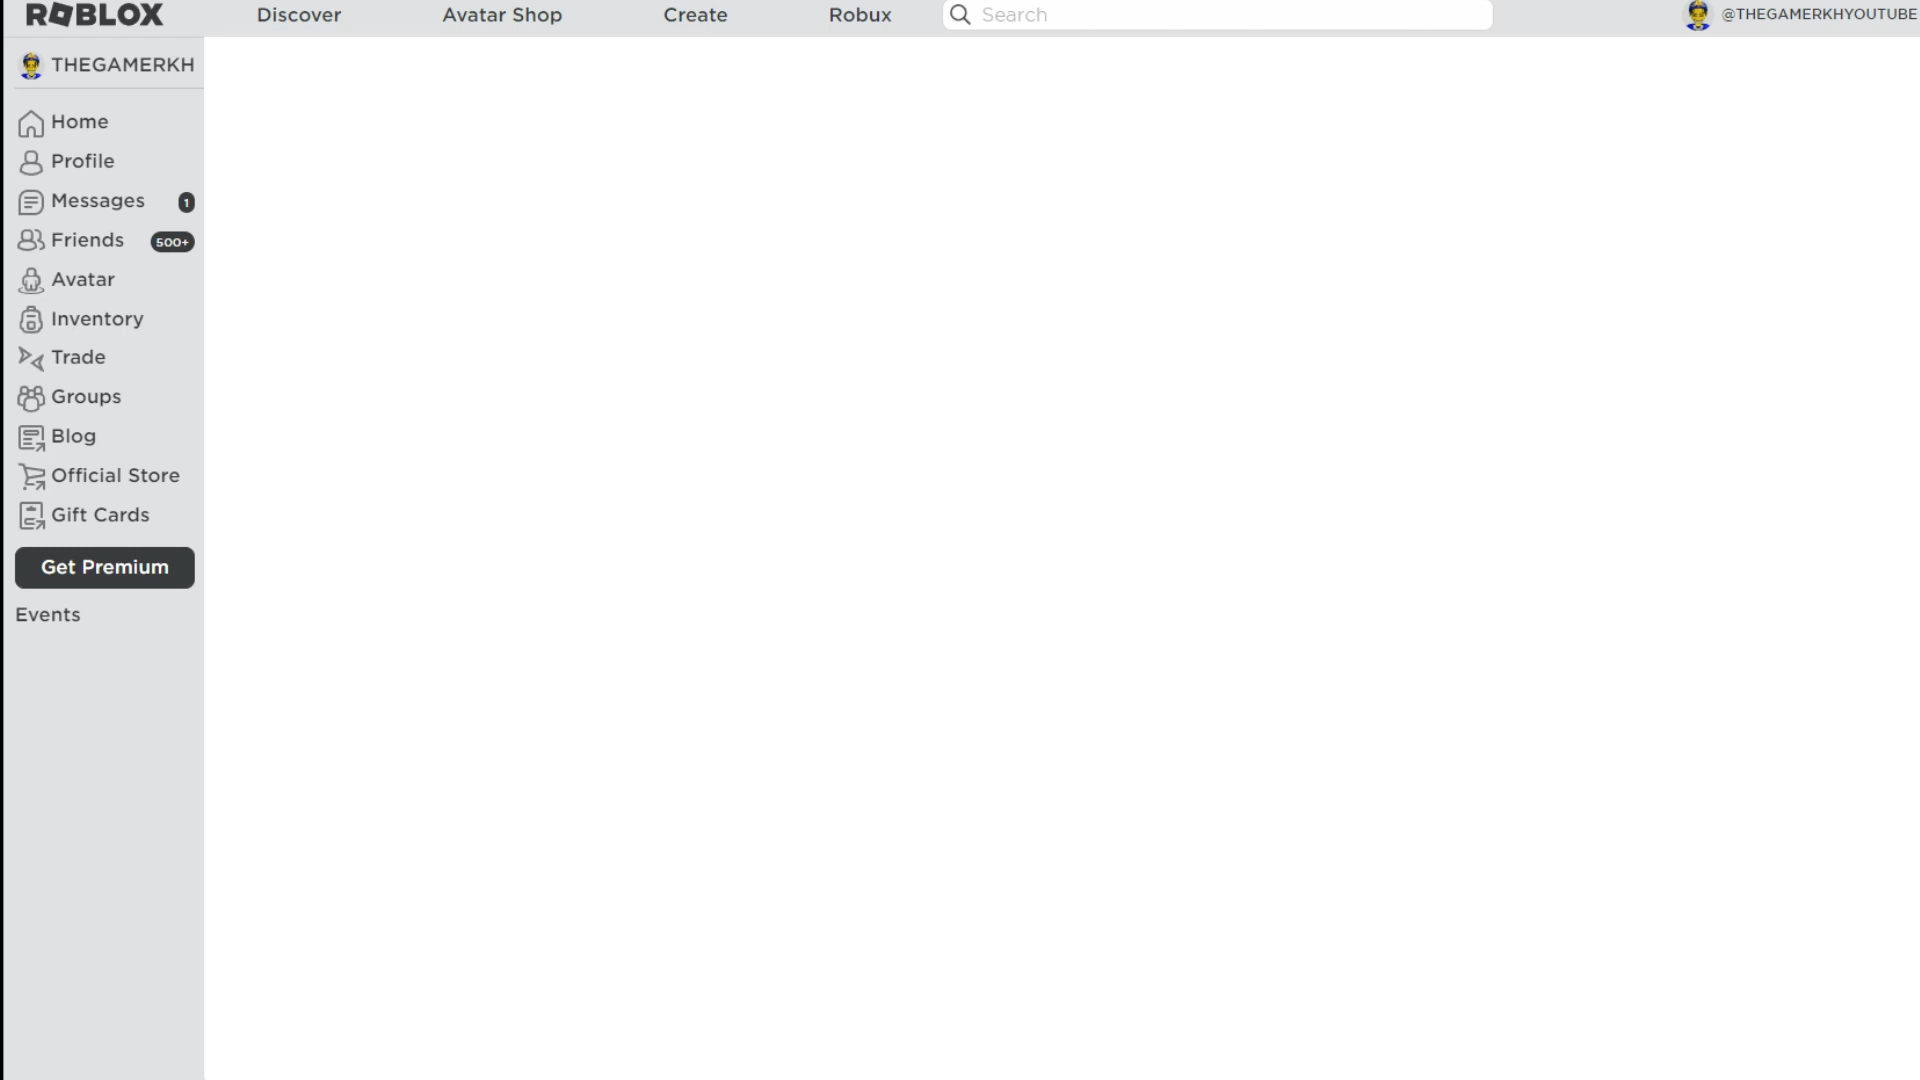 ROBLOX
Discover
Avatar Shop
Create
Robux
Search
@THEGAMERKHYOUTUBE
THEGAMERKH
Home
Profile
Messages 1
Friends 500+
Avatar
Inventory
Trade
Groups
Blog
Official Store
Gift Cards
Get Premium
Events